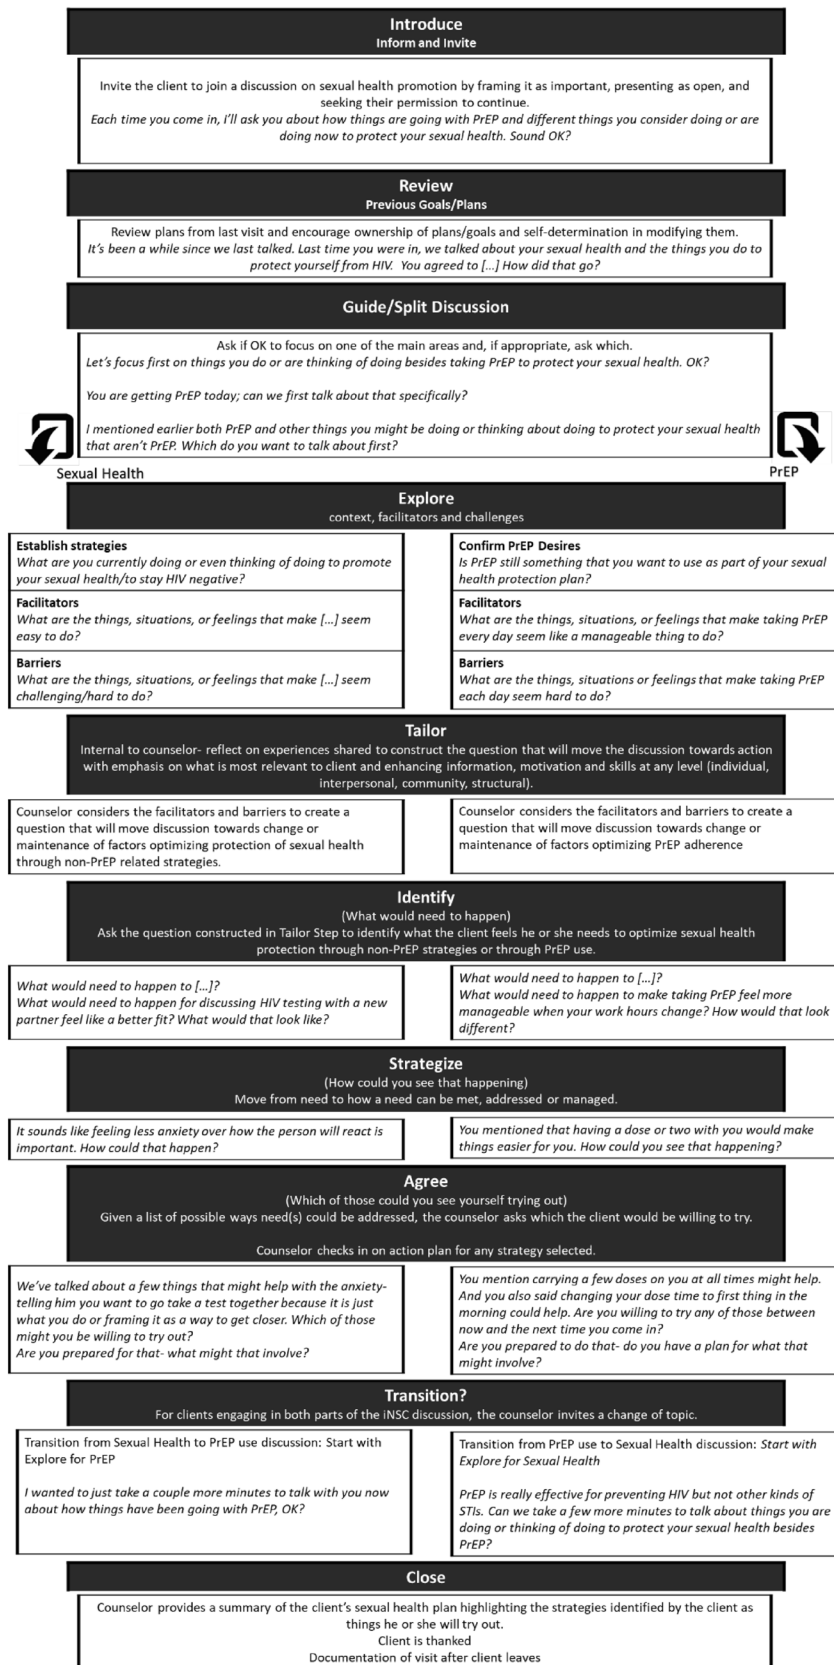 Introduce
Inform and Invite
Invite the client to join a discussion on sexual health promotion by framing it as important, presenting as open, and
seeking their permission to continue.
Each time you come in, i'll ask you about how things are going with PrEP and different things you consider doing or are
doing now to protect your sexual health. Sound OK?
Review
Previous Goals/Plans
Review plans from last visit and encourage ownership of plans/goals and self-determination in modifying them.
It's been a while since we last talked. Last time you were in, we talked about your sexual health and the things you do to
protect yourself from HIV. You agreed to [...] How did that go?
Guide/Split Discussion
Ask if OK to focus on one of the main areas and, if appropriate, ask which.
Let's focus first on things you do or are thinking of doing besides taking PrEP to protect your sexual health. OK?
You are getting PrEP today; can we first talk about that specifically?
I mentioned earlier both PrEP and other things you might be doing or thinking about doing to protect your sexual health
that aren't PrEP. Which do you want to talk about first?
Sexual Health
PrEP
Explore
context, facilitators and challenges
Establish strategies
What are you currently doing or even thinking of doing to promote
your sexual health/to stay HIV negative?
Facilitators
What are the things, situations, or feelings that make [...] seem
easy to do?
Barriers
What are the things, situations, or feelings that make [...] seem
challenging/hard to do?
Confirm PrEP Desires
Is PrEP still something that you want to use as part of your sexual
health protection plan?
Facilitators
What are the things, situations, or feelings that make taking PrEP
every day seem like a manageable thing to do?
Barriers
What are the things, situations or feelings that make taking PrEP
each day seem hard to do?
Tailor
Internal to counselor- reflect on experiences shared to construct the question that will move the discussion towards action
with emphasis on what is most relevant to client and enhancing information, motivation and skills at any level (individual,
interpersonal, community, structural).
Counselor considers the facilitators and barriers to create a
question that will move discussion towards change or
maintenance of factors optimizing protection of sexual health
through non-PrEP related strategies.
Counselor considers the facilitators and barriers to create a
question that will move discussion towards change or
maintenance of factors optimizing PrEP adherence
Identify
(What would need to happen)
Ask the question constructed in Tailor Step to identify what the client feels he or she needs to optimize sexual health
protection through non-PrEP strategies or through PrEP use.
What would need to happen to [...]?
What would need to happen for discussing HIV testing with a new
partner feel like a better fit? What would that look like?
What would need to happen to [...]?
What would need to happen to make taking PrEP feel more
manageable when your work hours change? How would that look
different?
Strategize
(How could you see that happening)
Move from need to how a need can be met, addressed or managed.
It sounds like feeling less anxiety over how the person will react is
important. How could that happen?
You mentioned that having a dose or two with you would make
things easier for you. How could you see that happening?
Agree
(Which of those could you see yourself trying out)
Given a list of possible ways need(s) could be addressed, the counselor asks which the client would be willing to try.
Counselor checks in on action plan for any strategy selected.
We've talked about a few things that might help with the anxiety-
telling him you want to go take a test together because it is just
what you do or framing it as a way to get closer. Which of those
might you be willing to try out?
Are you prepared for that- what might that involve?
You mention carrying a few doses on you at all times might help.
And you also said changing your dose time to first thing in the
morning could help. Are you willing to try any of those between
now and the next time you come in?
Are you prepared to do that- do you have a plan for what that
might involve?
Transition?
For clients engaging in both parts of the iNSC discussion, the counselor invites a change of topic.
Transition from Sexual Health to PrEP use discussion: Start with
Explore for PrEP
I wanted to just take a couple more minutes to talk with you now
about how things have been going with PrEP, OK?
Transition from PrEP use to Sexual Health discussion: Start with
Explore for Sexual Health
PrEP is really effective for preventing HIV but not other kinds of
STIs. Can we take a few more minutes to talk about things you are
doing or thinking of doing to protect your sexual health besides
PrEP?
Close
Counselor provides a summary of the client's sexual health plan highlighting the strategies identified by the client as
things he or she will try out.
Client is thanked
Documentation of visit after client leaves